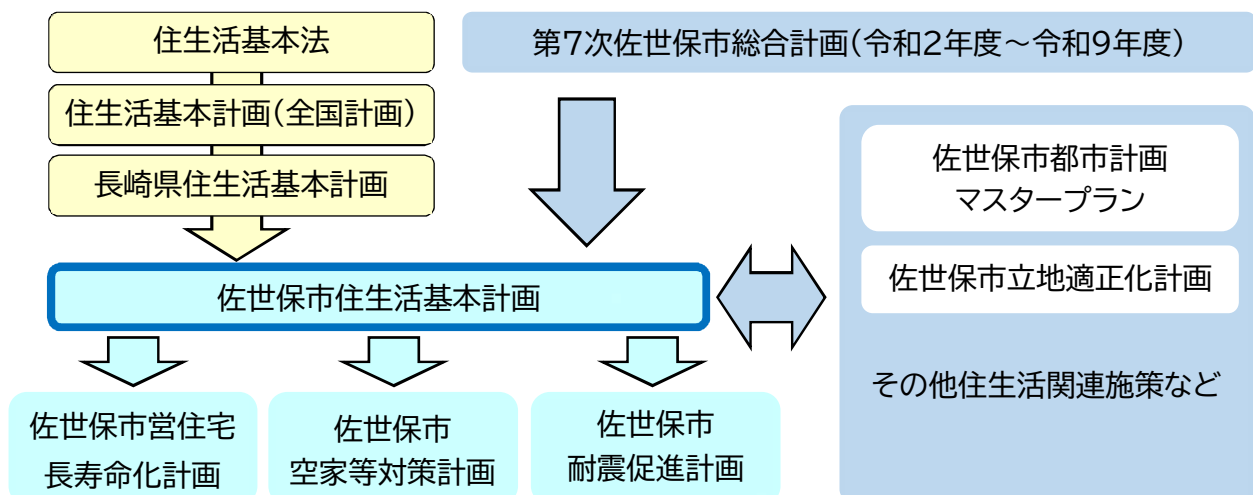 住生活基本法
第7次佐世保市総合計画(令和2年度~令和9年度)
住生活基本計画(全国計画)
長崎県住生活基本計画
佐世保市都市計画
マスタープラン
佐世保市立地適正化計画
その他住生活関連施策など
佐世保市住生活基本計画
佐世保市営住宅
長寿命化計画
佐世保市
空家等対策計画
佐世保市
耐震促進計画